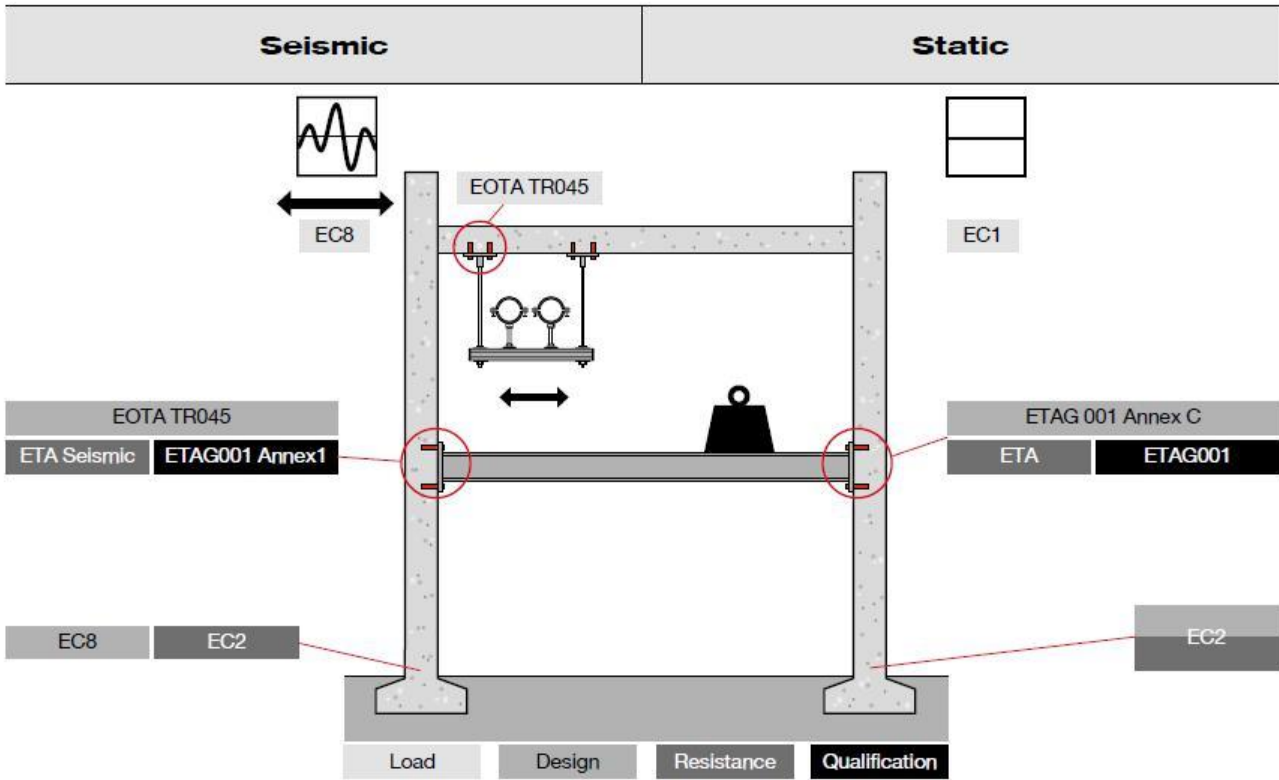 Seismic
Static
EOTA TR045
EC8
EC1
EOTA TR045
ETA Seismic
ETAG001 Annex1
ETAG 001 Annex C
ETA
ETAG001
EC8
EC2
EC2
Load
Design
Resistance
Qualification